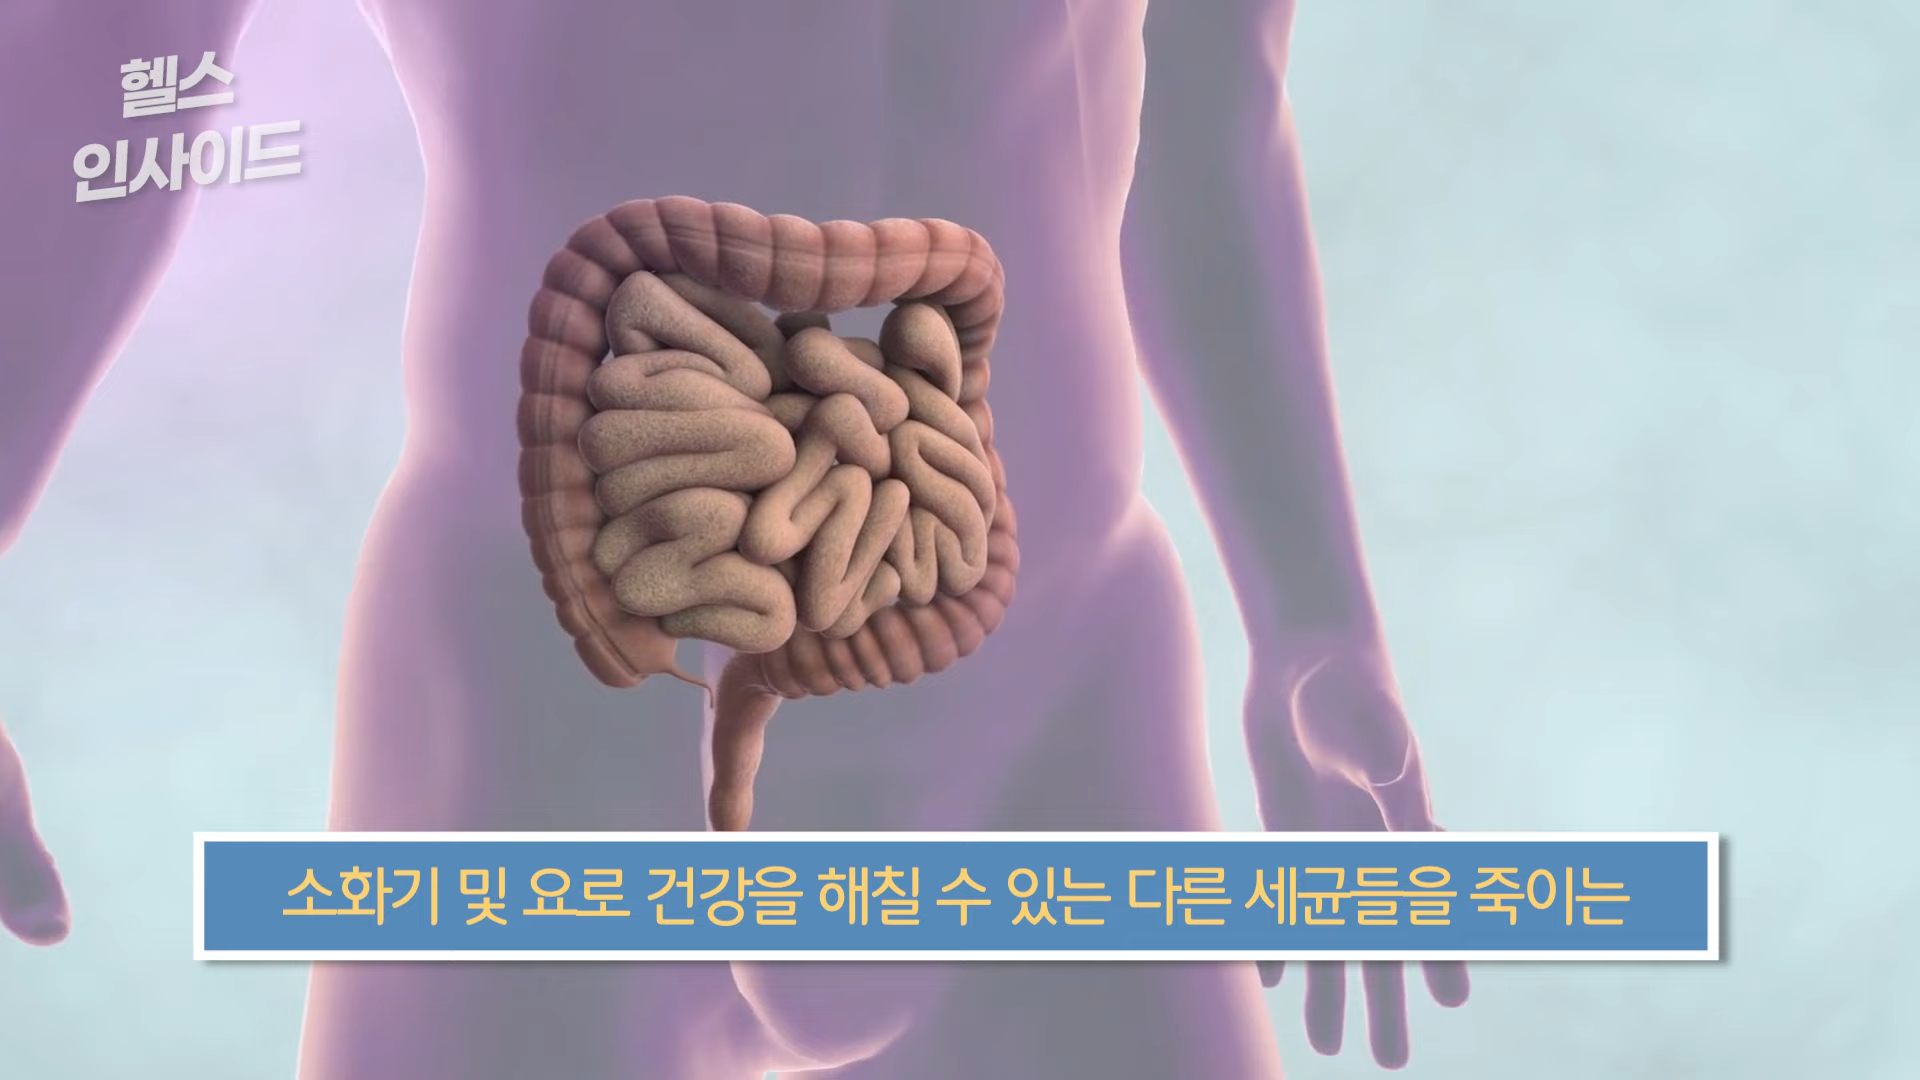 헬스
인사이드
소화기 및 요로 건강을 해칠 수 있는 다른 세균들을 죽이는